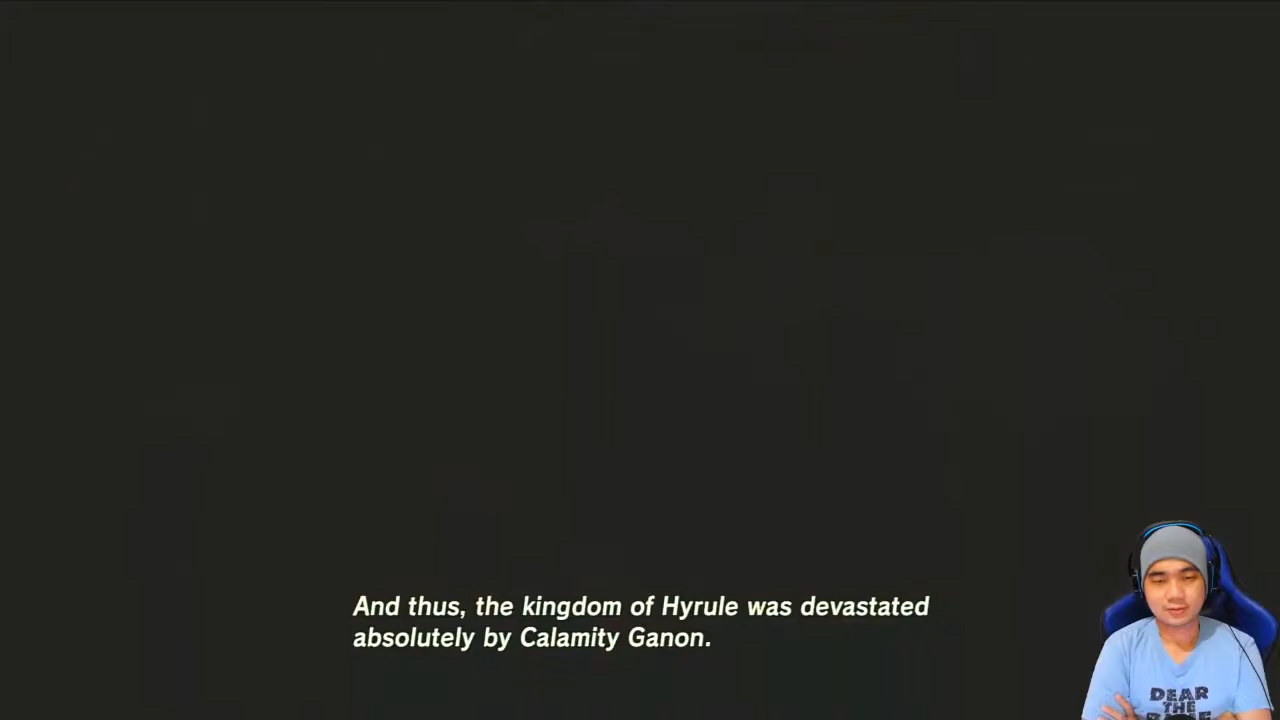 And thus, the kingdom of Hyrule was devastated
absolutely by Calamity Ganon.
DEAR
THE